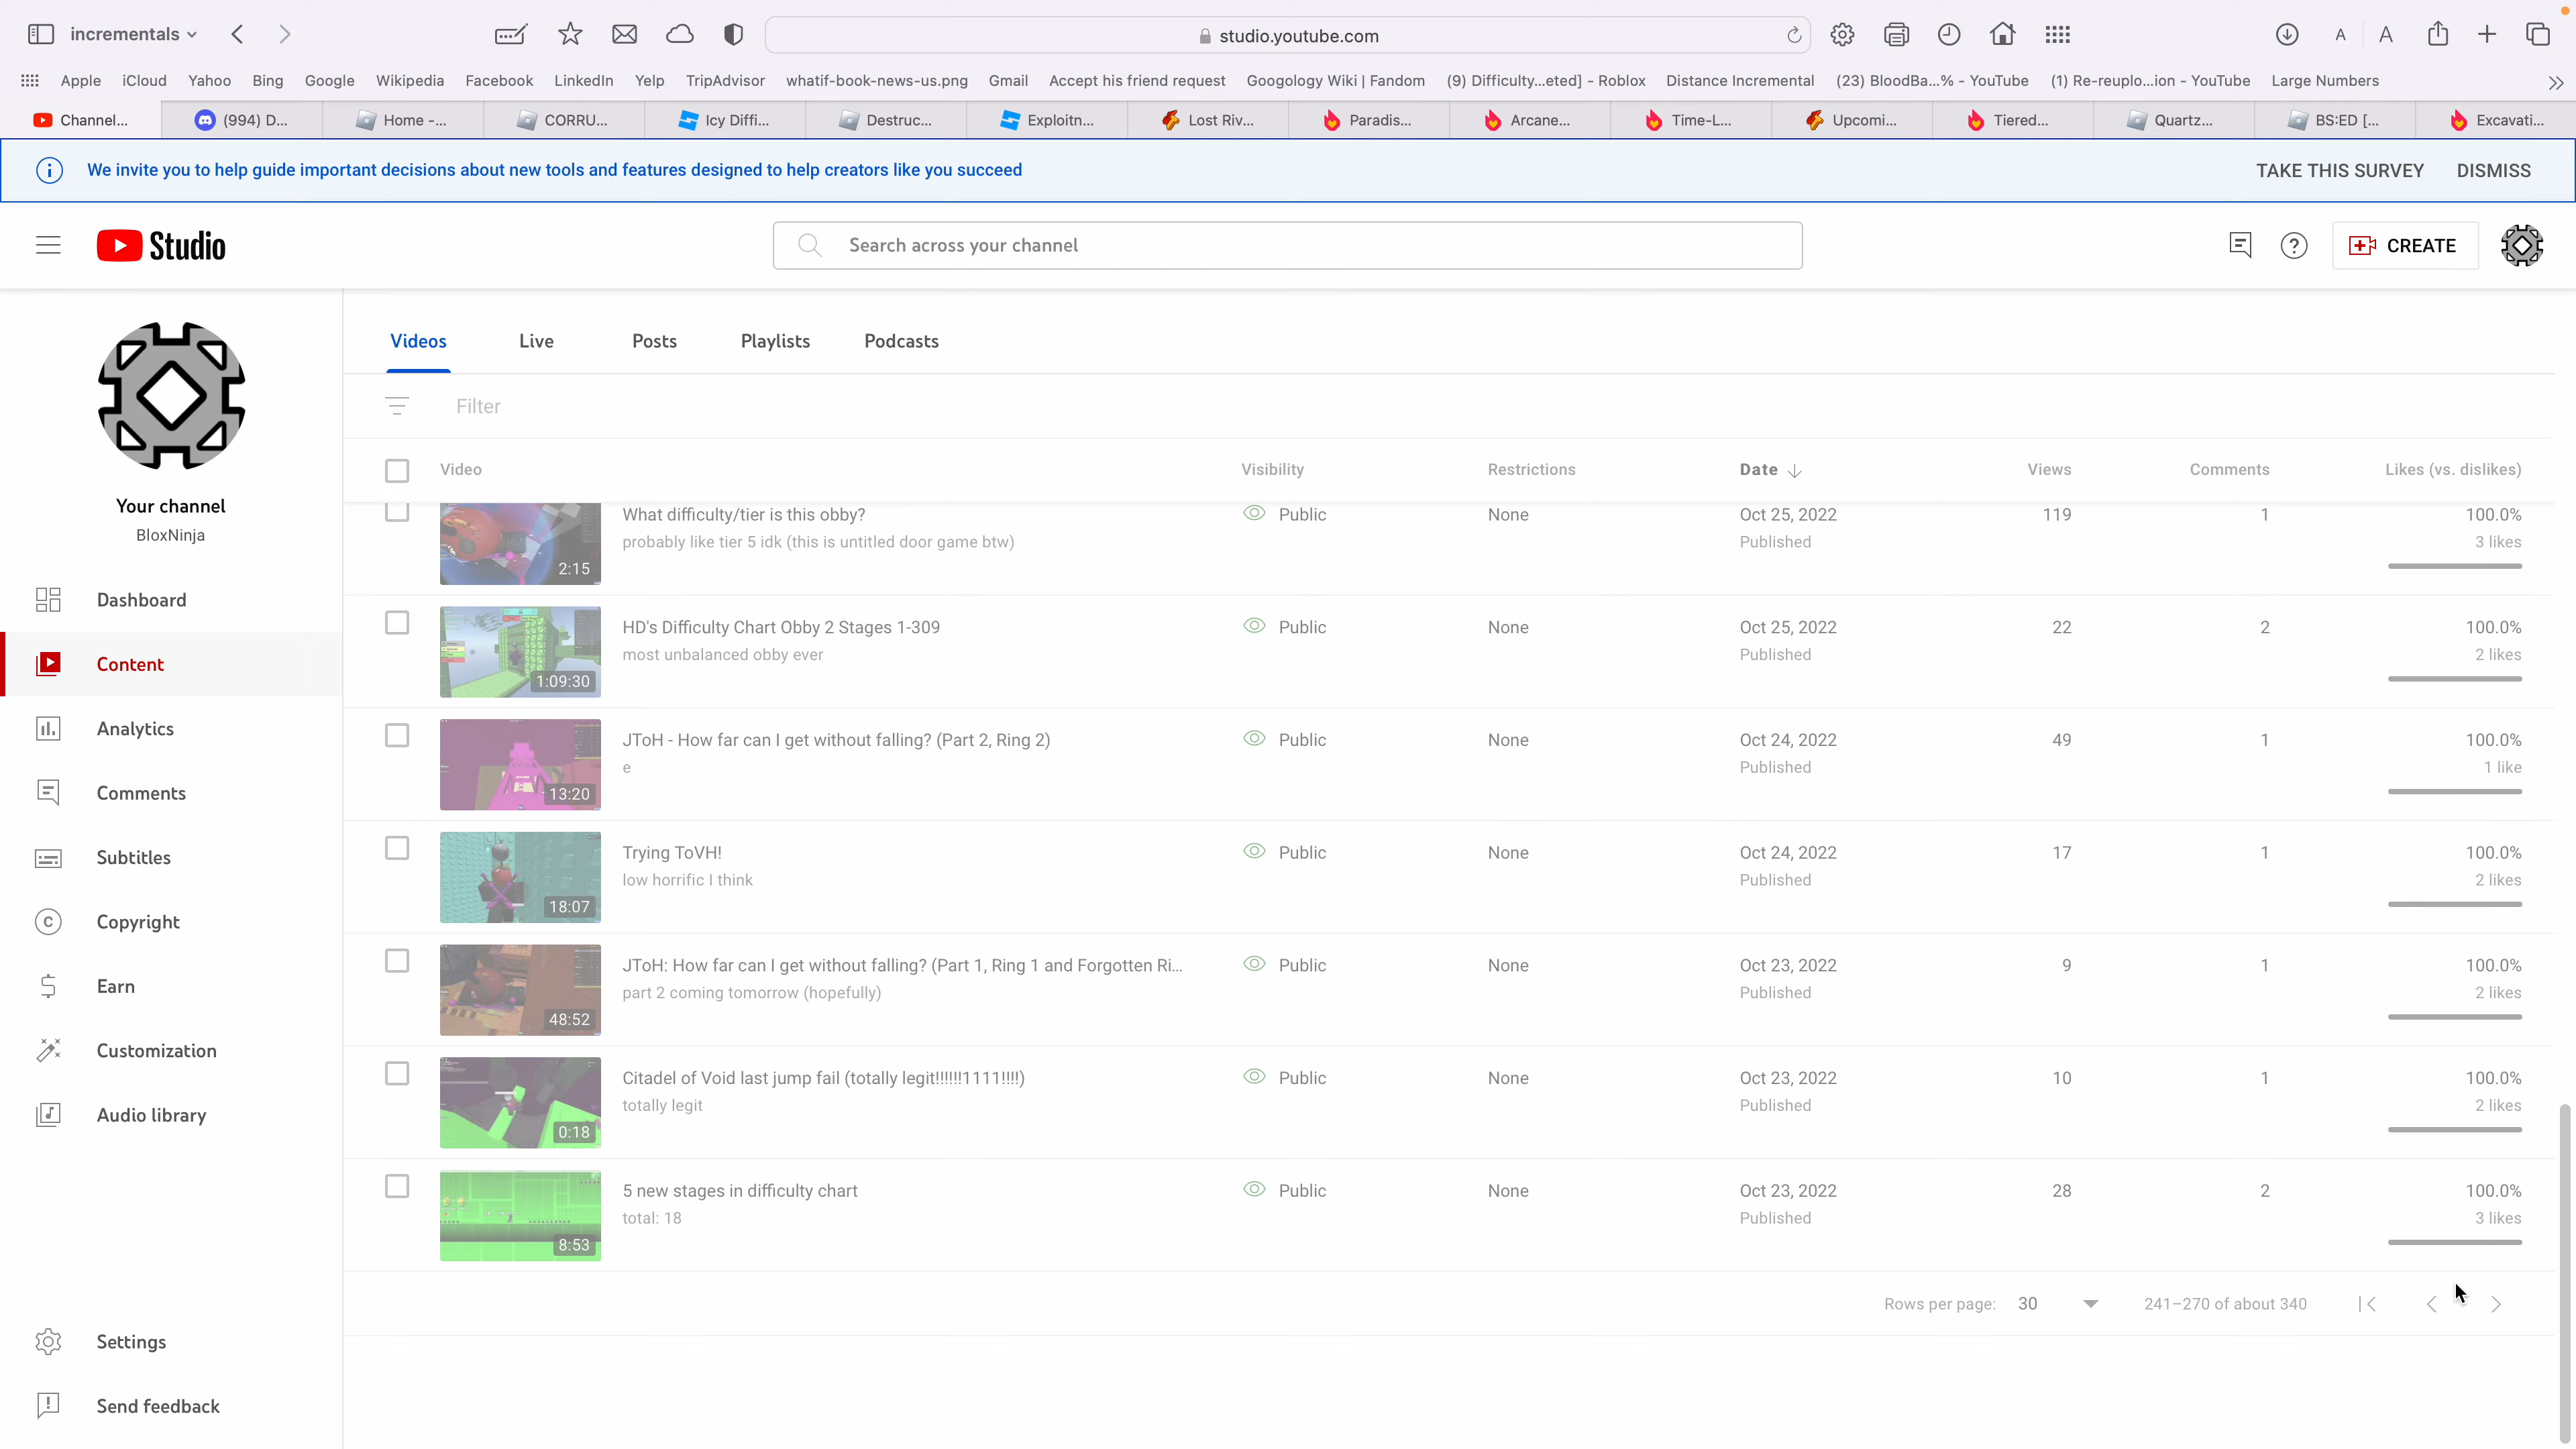 incrementals
studio.youtube.com
A A
Apple iCloud Yahoo Bing Google Wikipedia Facebook LinkedIn Yelp TripAdvisor whatif-book-news-us.png Gmail Accept his friend request Googology Wiki | Fandom (9) Difficulty...eted] - Roblox Distance Incremental (23) BloodBa...% - YouTube (1) Re-reuplo...ion - YouTube Large Numbers
Channel... (994) D... Home -... CORRU... Icy Diffi... Destruc... Exploitn... Lost Riv... Paradis... Arcane... Time-L... Upcomi... Tiered... Quartz... BS:ED [... Excavati...
We invite you to help guide important decisions about new tools and features designed to help creators like you succeed TAKE THIS SURVEY DISMISS
Studio Search across your channel CREATE
Videos Live Posts Playlists Podcasts
Filter
Video Visibility Restrictions Date Views Comments Likes (vs. dislikes)
Your channel
BloxNinja
Dashboard
Content
Analytics
Comments
Subtitles
Copyright
Earn
Customization
Audio library
Settings
Send feedback
What difficulty/tier is this obby? Public None Oct 25, 2022 119 1 100.0%
probably like tier 5 idk (this is untitled door game btw) Published 3 likes
2:15
HD's Difficulty Chart Obby 2 Stages 1-309 Public None Oct 25, 2022 22 2 100.0%
most unbalanced obby ever Published 2 likes
1:09:30
JToH - How far can I get without falling? (Part 2, Ring 2) Public None Oct 24, 2022 49 1 100.0%
e Published 1 like
13:20
Trying ToVH! Public None Oct 24, 2022 17 1 100.0%
low horrific I think Published 2 likes
18:07
JToH: How far can I get without falling? (Part 1, Ring 1 and Forgotten Ri... Public None Oct 23, 2022 9 1 100.0%
part 2 coming tomorrow (hopefully) Published 2 likes
48:52
Citadel of Void last jump fail (totally legit!!!!!!1111!!!!) Public None Oct 23, 2022 10 1 100.0%
totally legit Published 2 likes
0:18
5 new stages in difficulty chart Public None Oct 23, 2022 28 2 100.0%
total: 18 Published 3 likes
8:53
Rows per page: 30 241–270 of about 340